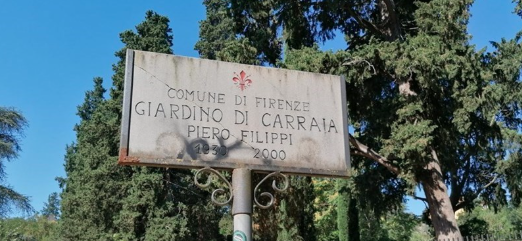 COMUNE DI FIRENZE
GIARDINO DI CARRAIA
PIERO FILIPPI
2000